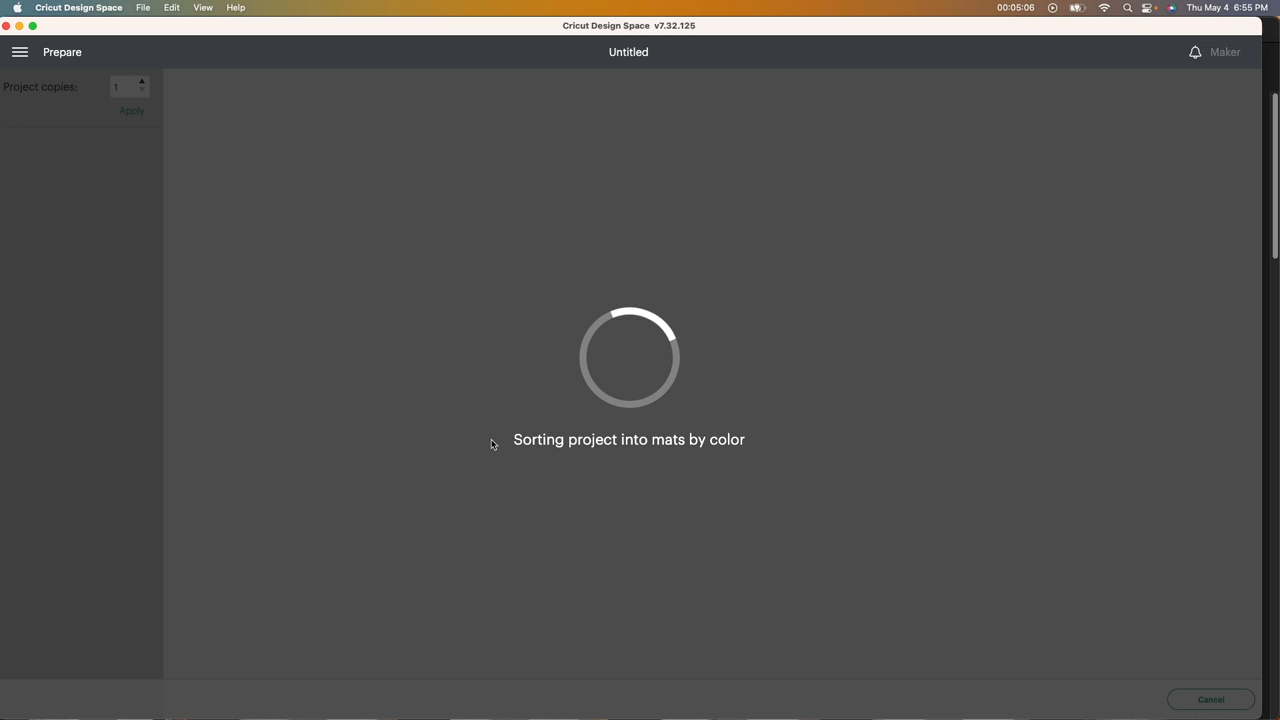 Cricut Design Space File Edit View Help 00:05:06 Thu May 4 6:55 PM
Cricut Design Space v7.32.125
Prepare Untitled Maker
Project copies: 1
Apply
Sorting project into mats by color
Cancel